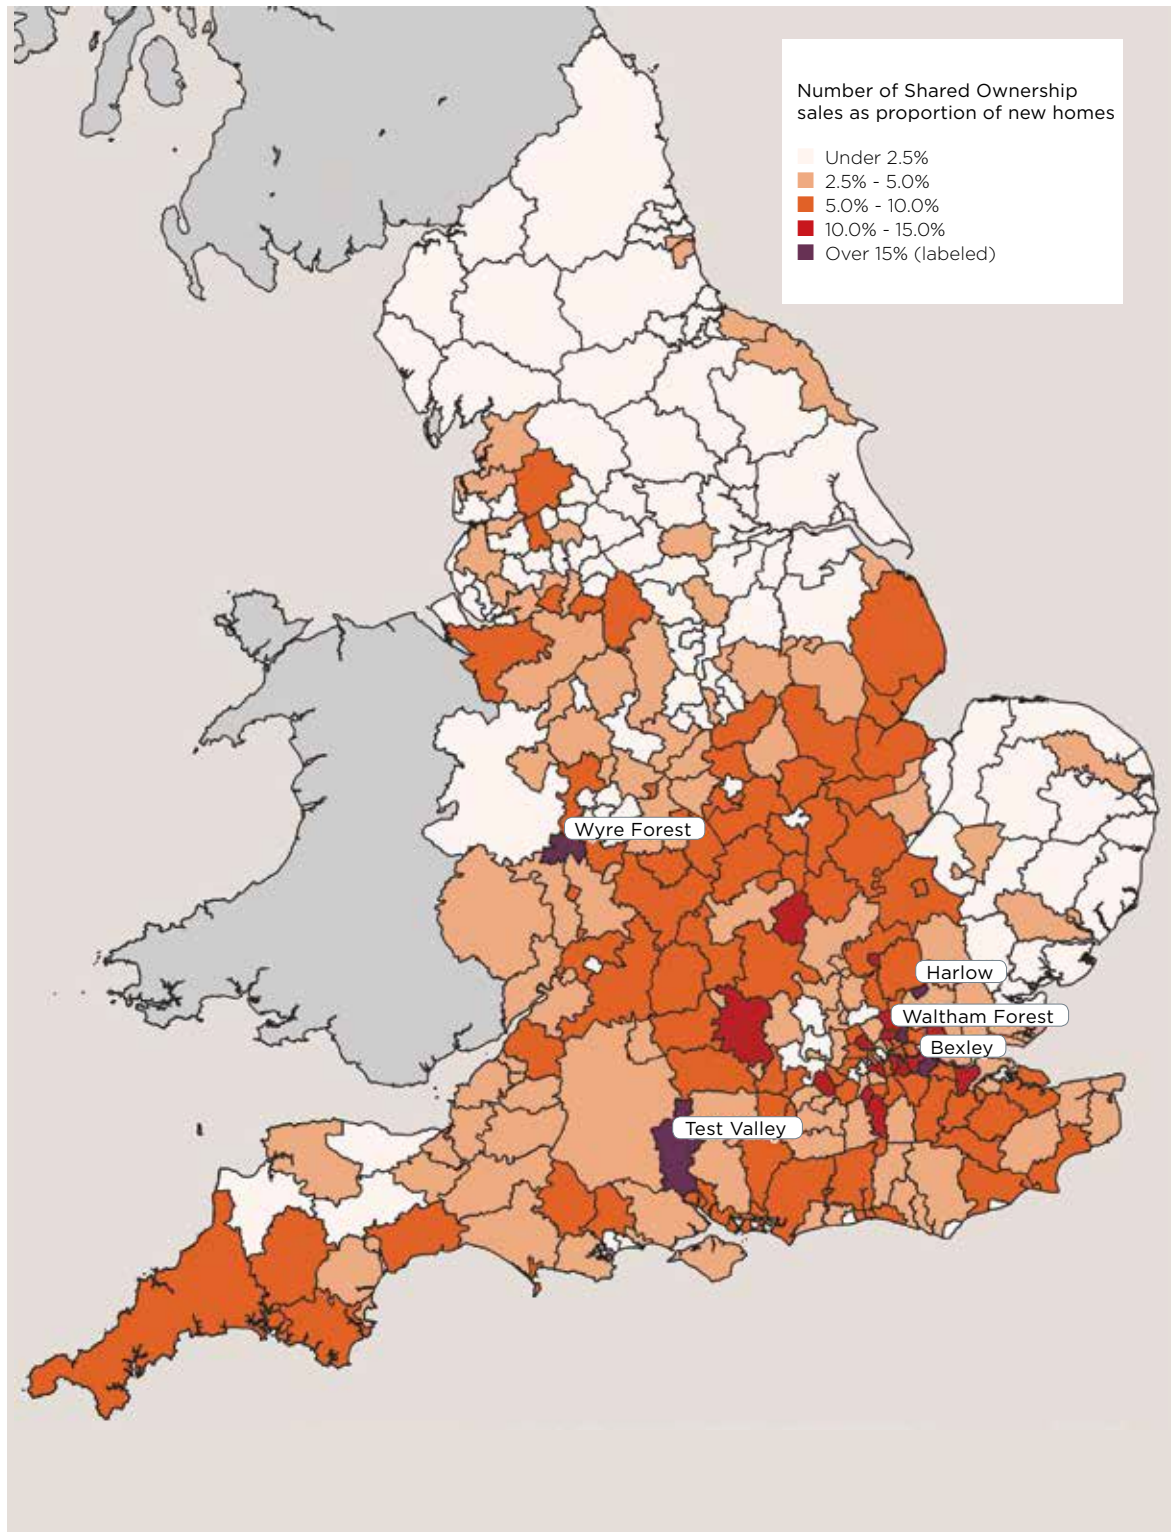 Number of Shared Ownership
sales as proportion of new homes
Under 2.5%
2.5% - 5.0%
5.0% - 10.0%
10.0% - 15.0%
Over 15% (labeled)
Wyre Forest
Harlow
Waltham Forest
Bexley
Test Valley